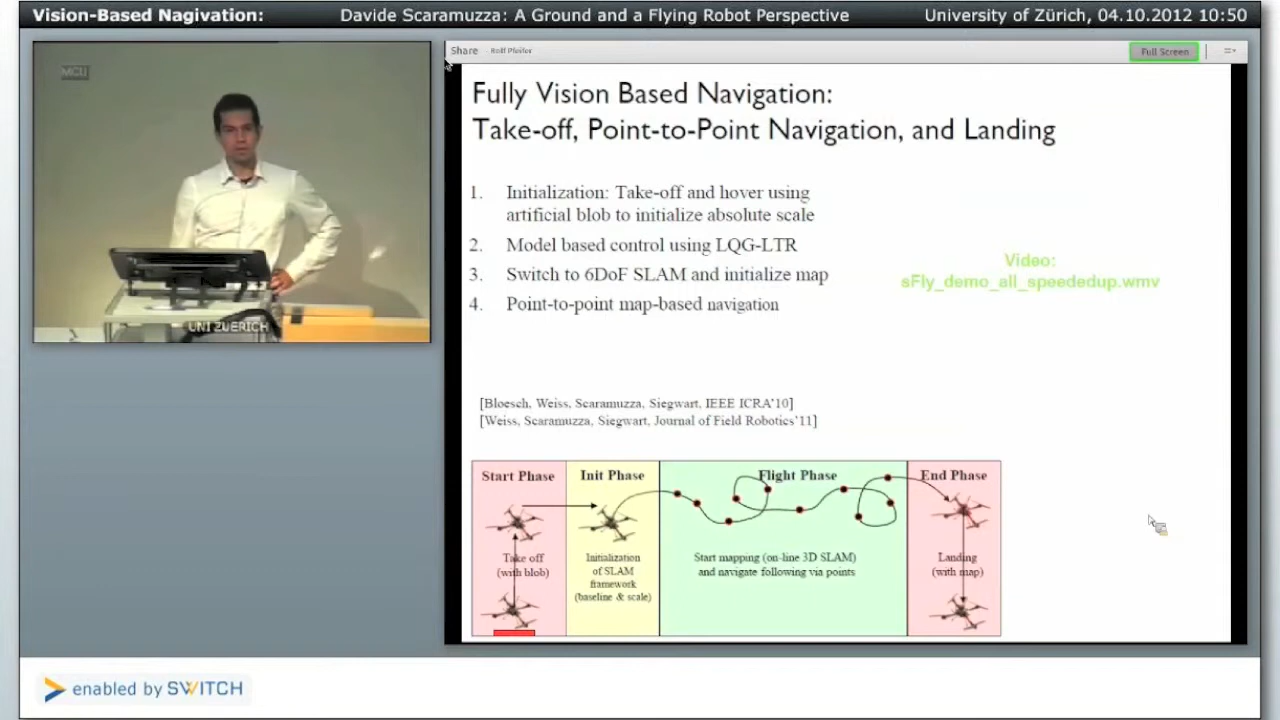 Vision-Based Nagivation: Davide Scaramuzza: A Ground and a Flying Robot Perspective University of Zürich, 04.10.2012 10:50
MCU
UNI ZUERICH
Share Rolf Pfeifer Full Screen
Fully Vision Based Navigation:
Take-off, Point-to-Point Navigation, and Landing
1. Initialization: Take-off and hover using
artificial blob to initialize absolute scale
2. Model based control using LQG-LTR
3. Switch to 6DoF SLAM and initialize map
4. Point-to-point map-based navigation
Video:
sFly_demo_all_speededup.wmv
[Bloesch, Weiss, Scaramuzza, Siegwart, IEEE ICRA'10]
[Weiss, Scaramuzza, Siegwart, Journal of Field Robotics'11]
Start Phase
Take off
(with blob)
Init Phase
Initialization
of SLAM
framework
(baseline & scale)
Flight Phase
Start mapping (on-line 3D SLAM)
and navigate following via points
End Phase
Landing
(with map)
enabled by SWITCH